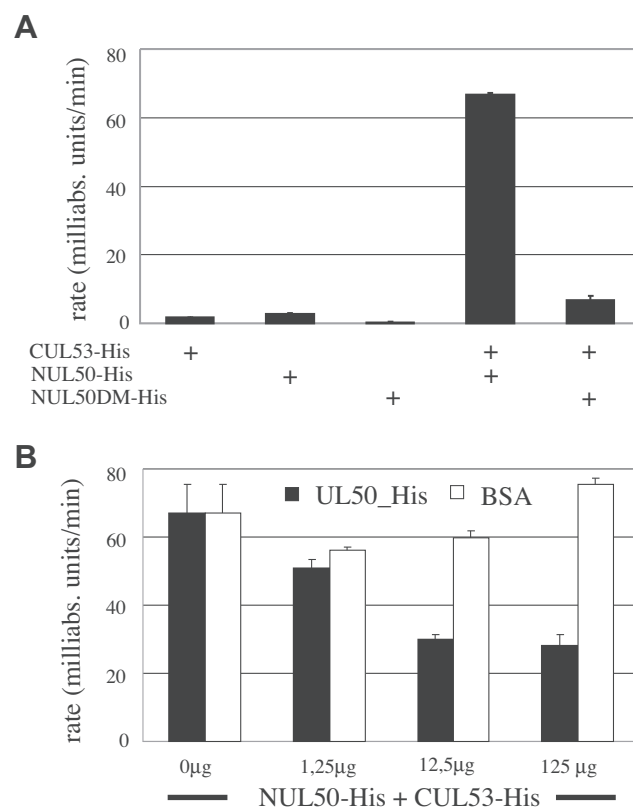 A
rate (milliabs. units/min)
80
60
40
20
0
CUL53-His + + +
NUL50-His + +
NUL50DM-His + +
B
rate (milliabs. units/min)
80
60
40
20
0
UL50_His BSA
0µg 1,25µg 12,5µg 125 µg
NUL50-His + CUL53-His